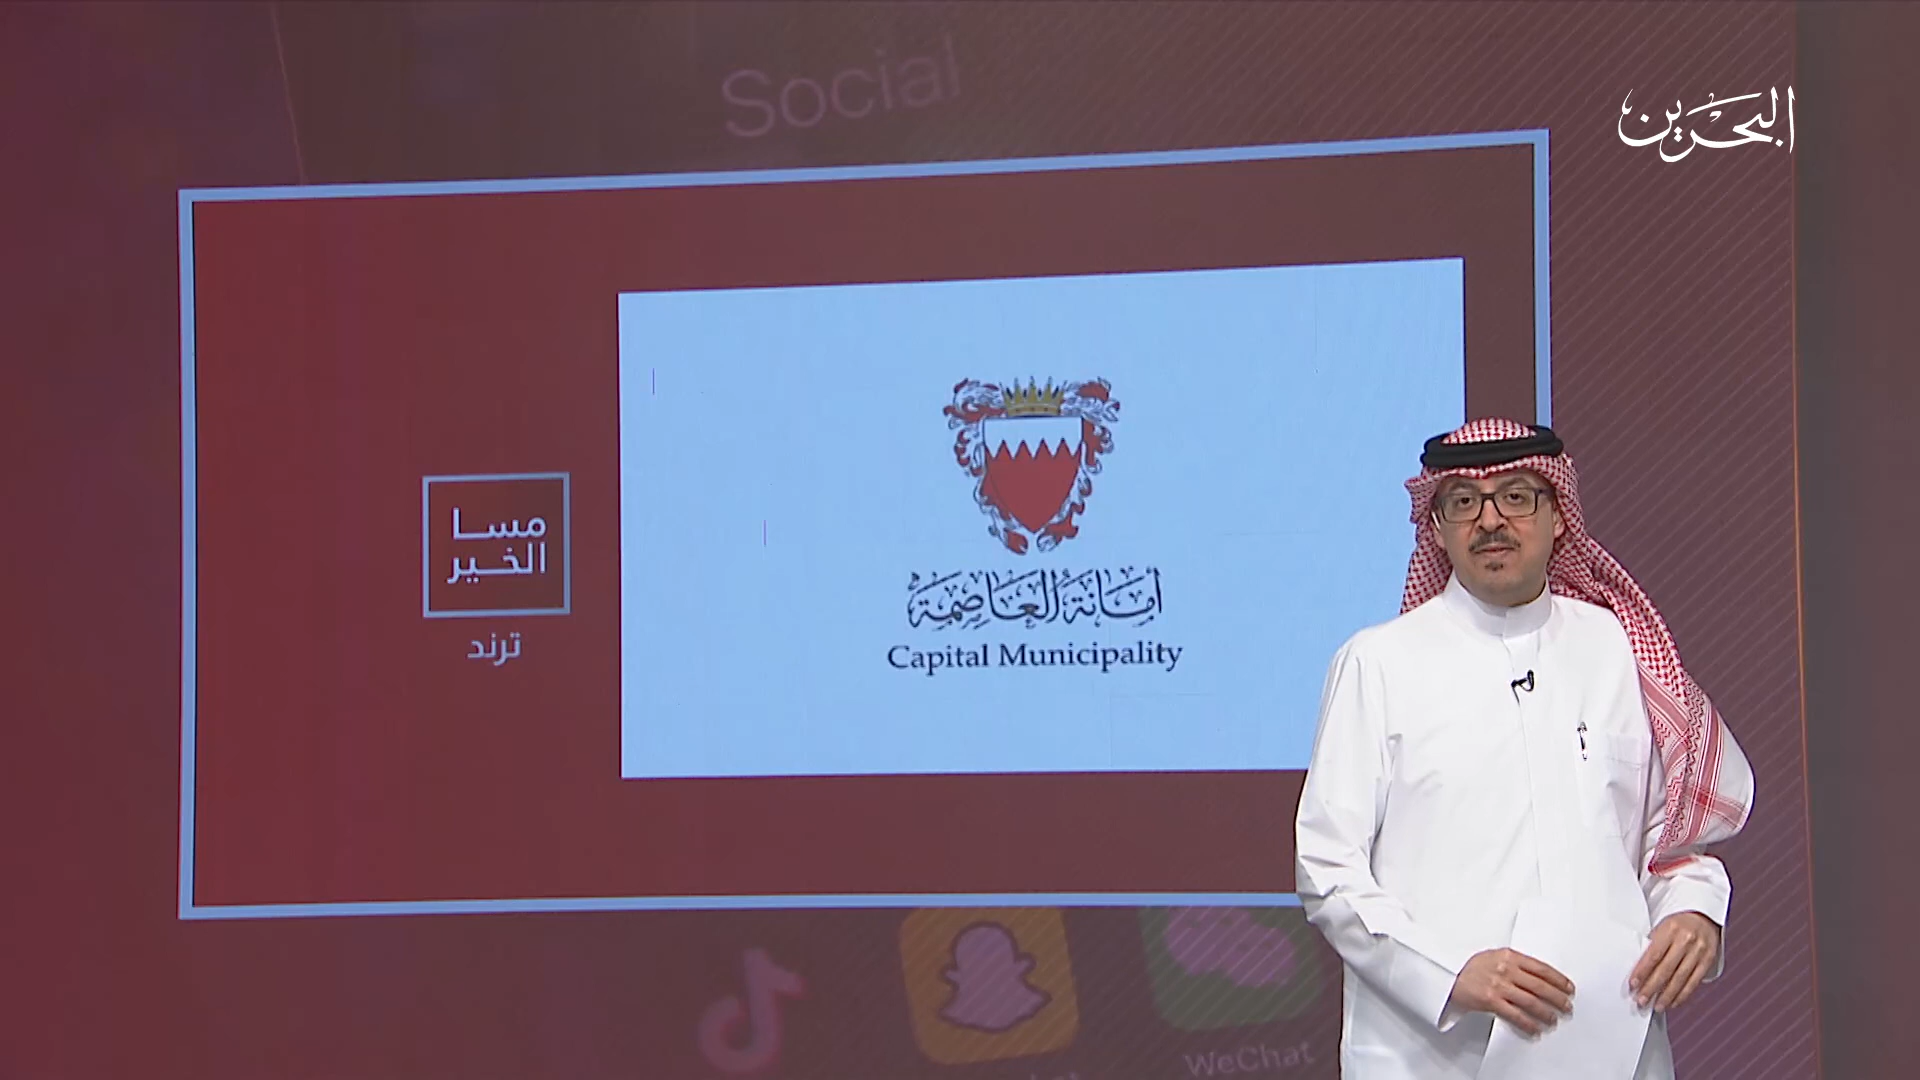 Social
البحرين
مسا
الخير
ترند
أمانة العاصمة
Capital Municipality
WeChat